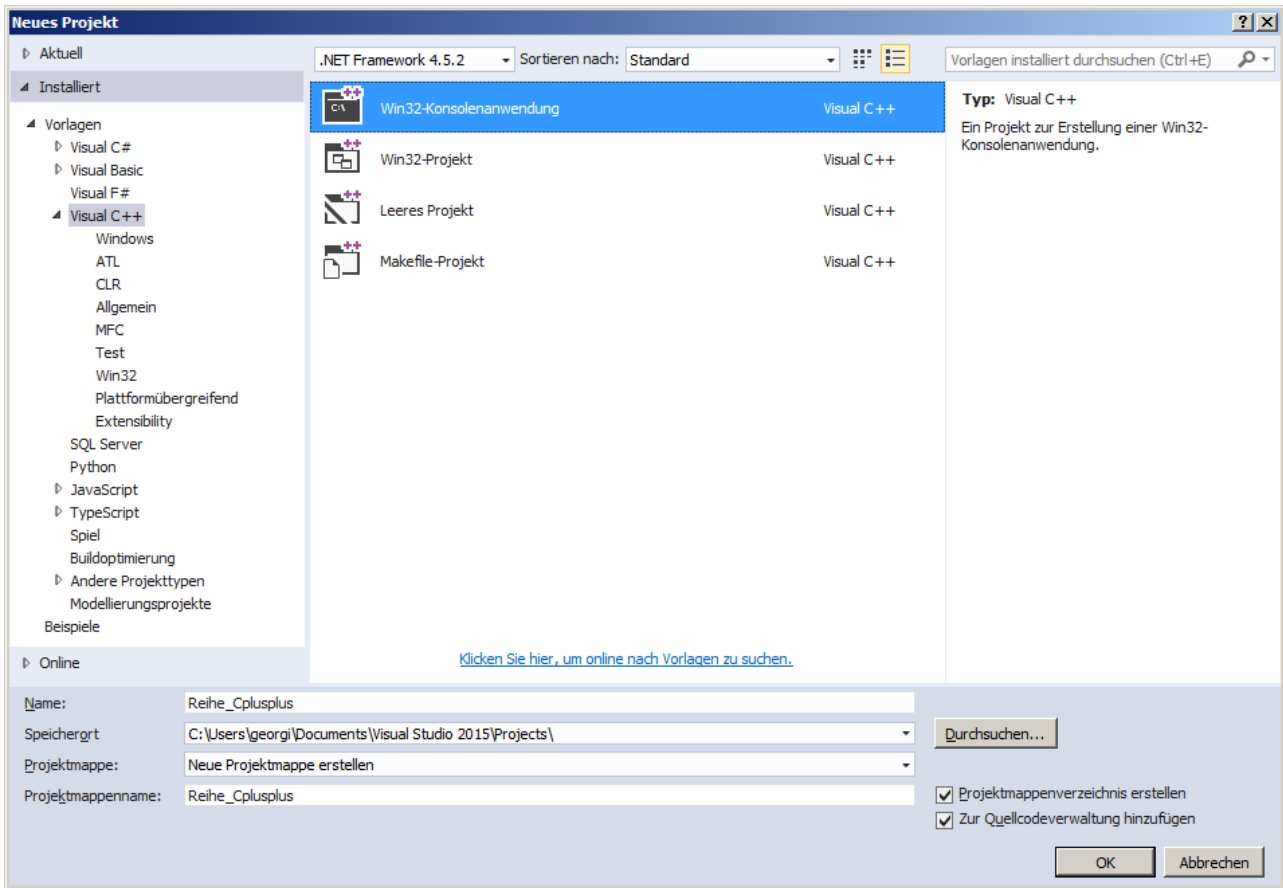 Neues Projekt
Aktuell
.NET Framework 4.5.2
Sortieren nach:
Standard
Vorlagen installiert durchsuchen (Ctrl+E)
Installiert
Vorlagen
Visual C#
Visual Basic
Visual F#
Visual C++
Windows
ATL
CLR
Allgemein
MFC
Test
Win32
Plattformübergreifend
Extensibility
SQL Server
Python
JavaScript
TypeScript
Spiel
Buildoptimierung
Andere Projekttypen
Modellierungsprojekte
Beispiele
Online
C:\
Win32-Konsolenanwendung Visual C++
Win32-Projekt Visual C++
Leeres Projekt Visual C++
Makefile-Projekt Visual C++
Klicken Sie hier, um online nach Vorlagen zu suchen.
Typ: Visual C++
Ein Projekt zur Erstellung einer Win32-
Konsolenanwendung.
Name: Reihe_Cplusplus
Speicherort C:\Users\georgi\Documents\Visual Studio 2015\Projects\
Durchsuchen...
Projektmappe: Neue Projektmappe erstellen
Projektmappenname: Reihe_Cplusplus
Projektmappenverzeichnis erstellen
Zur Quellcodeverwaltung hinzufügen
OK
Abbrechen